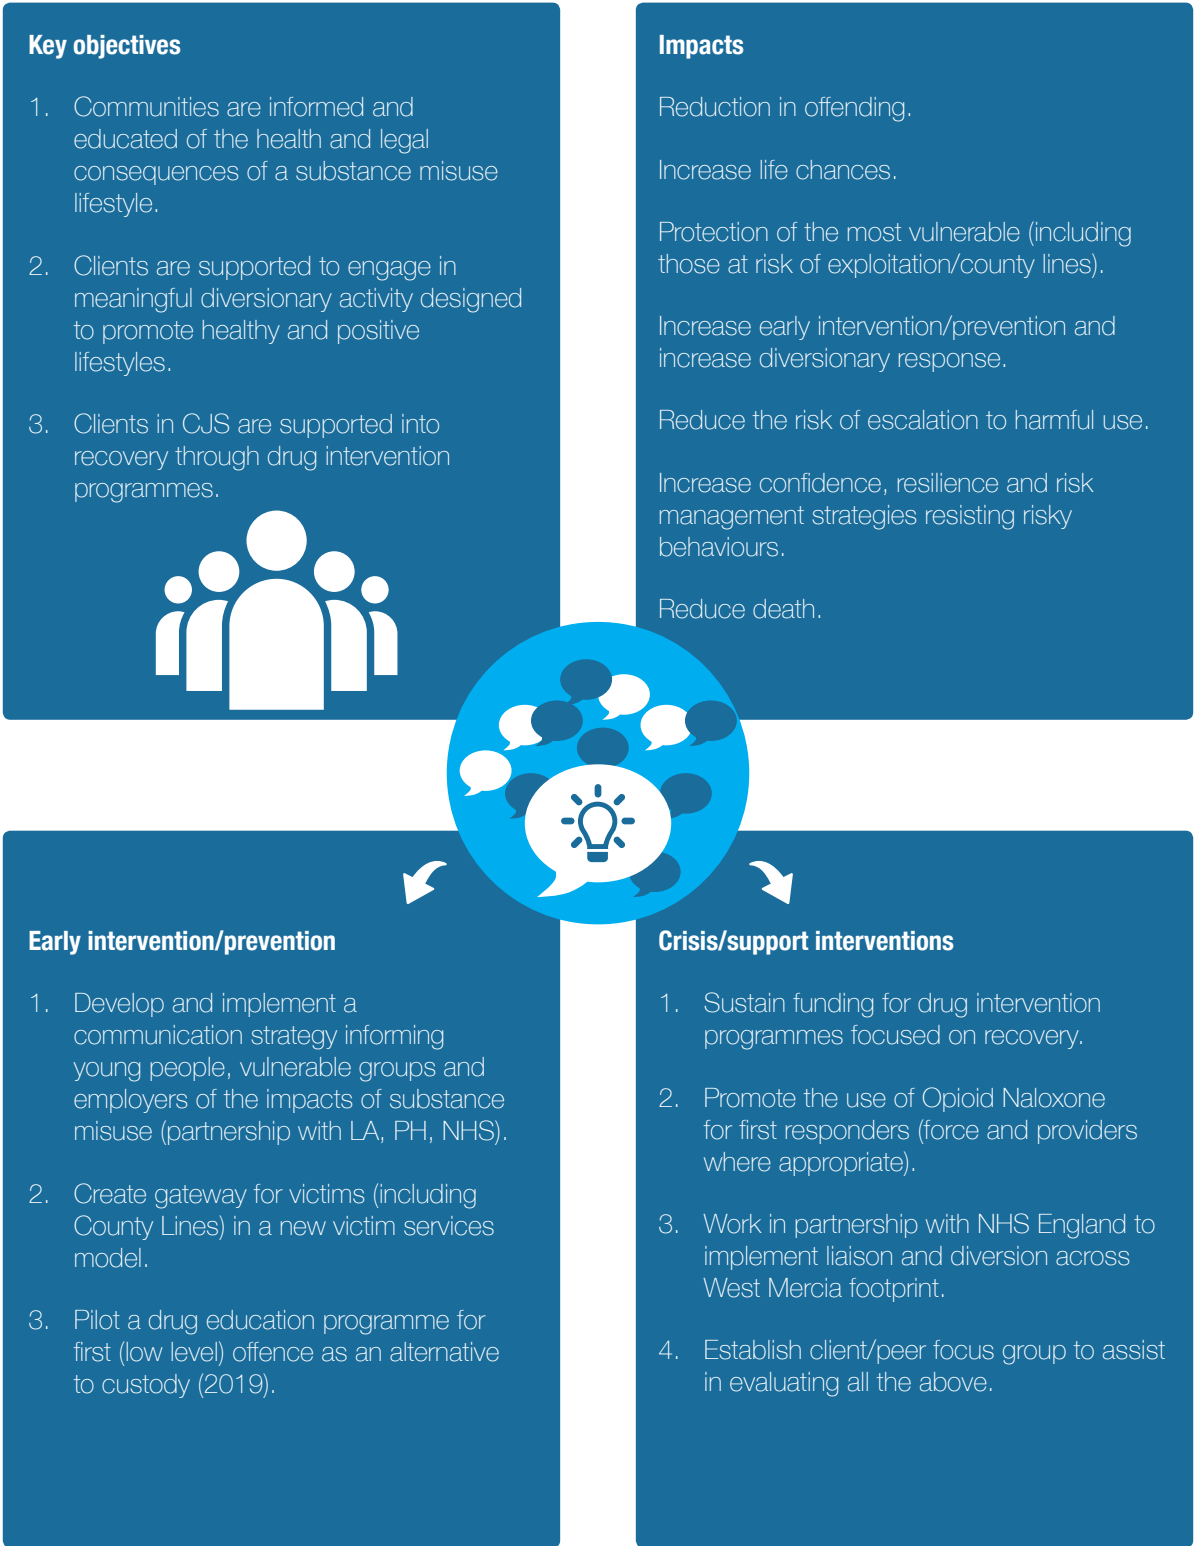 Key objectives
1. Communities are informed and
educated of the health and legal
consequences of a substance misuse
lifestyle.
2. Clients are supported to engage in
meaningful diversionary activity designed
to promote healthy and positive
lifestyles.
3. Clients in CJS are supported into
recovery through drug intervention
programmes.
Impacts
Reduction in offending.
Increase life chances.
Protection of the most vulnerable (including
those at risk of exploitation/county lines).
Increase early intervention/prevention and
increase diversionary response.
Reduce the risk of escalation to harmful use.
Increase confidence, resilience and risk
management strategies resisting risky
behaviours.
Reduce death.
Early intervention/prevention
1. Develop and implement a
communication strategy informing
young people, vulnerable groups and
employers of the impacts of substance
misuse (partnership with LA, PH, NHS).
2. Create gateway for victims (including
County Lines) in a new victim services
model.
3. Pilot a drug education programme for
first (low level) offence as an alternative
to custody (2019).
Crisis/support interventions
1. Sustain funding for drug intervention
programmes focused on recovery.
2. Promote the use of Opioid Naloxone
for first responders (force and providers
where appropriate).
3. Work in partnership with NHS England to
implement liaison and diversion across
West Mercia footprint.
4. Establish client/peer focus group to assist
in evaluating all the above.